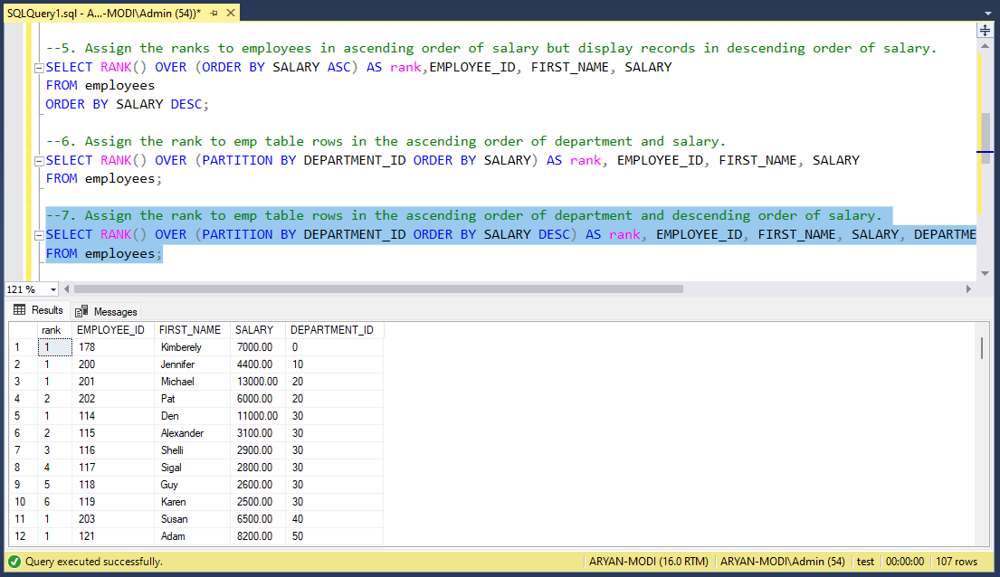 SQLQuery1.sql - A...-MODI\Admin (54))*
--5. Assign the ranks to employees in ascending order of salary but display records in descending order of salary.
SELECT RANK() OVER (ORDER BY SALARY ASC) AS rank,EMPLOYEE_ID, FIRST_NAME, SALARY
FROM employees
ORDER BY SALARY DESC;
--6. Assign the rank to emp table rows in the ascending order of department and salary.
SELECT RANK() OVER (PARTITION BY DEPARTMENT_ID ORDER BY SALARY) AS rank, EMPLOYEE_ID, FIRST_NAME, SALARY
FROM employees;
--7. Assign the rank to emp table rows in the ascending order of department and descending order of salary.
SELECT RANK() OVER (PARTITION BY DEPARTMENT_ID ORDER BY SALARY DESC) AS rank, EMPLOYEE_ID, FIRST_NAME, SALARY, DEPARTME
FROM employees;
121 %
Results Messages
rank EMPLOYEE_ID FIRST_NAME SALARY DEPARTMENT_ID
1 1 178 Kimberely 7000.00 0
2 1 200 Jennifer 4400.00 10
3 1 201 Michael 13000.00 20
4 2 202 Pat 6000.00 20
5 1 114 Den 11000.00 30
6 2 115 Alexander 3100.00 30
7 3 116 Shelli 2900.00 30
8 4 117 Sigal 2800.00 30
9 5 118 Guy 2600.00 30
10 6 119 Karen 2500.00 30
11 1 203 Susan 6500.00 40
12 1 121 Adam 8200.00 50
Query executed successfully. ARYAN-MODI (16.0 RTM) ARYAN-MODI\Admin (54) test 00:00:00 107 rows